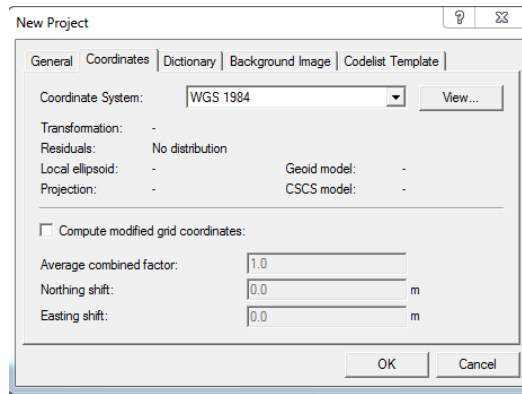 New Project
General Coordinates Dictionary Background Image Codelist Template
Coordinate System: WGS 1984 View...
Transformation: -
Residuals: No distribution
Local ellipsoid: - Geoid model: -
Projection: - CSCS model: -
Compute modified grid coordinates:
Average combined factor: 1.0
Northing shift: 0.0 m
Easting shift: 0.0 m
OK Cancel